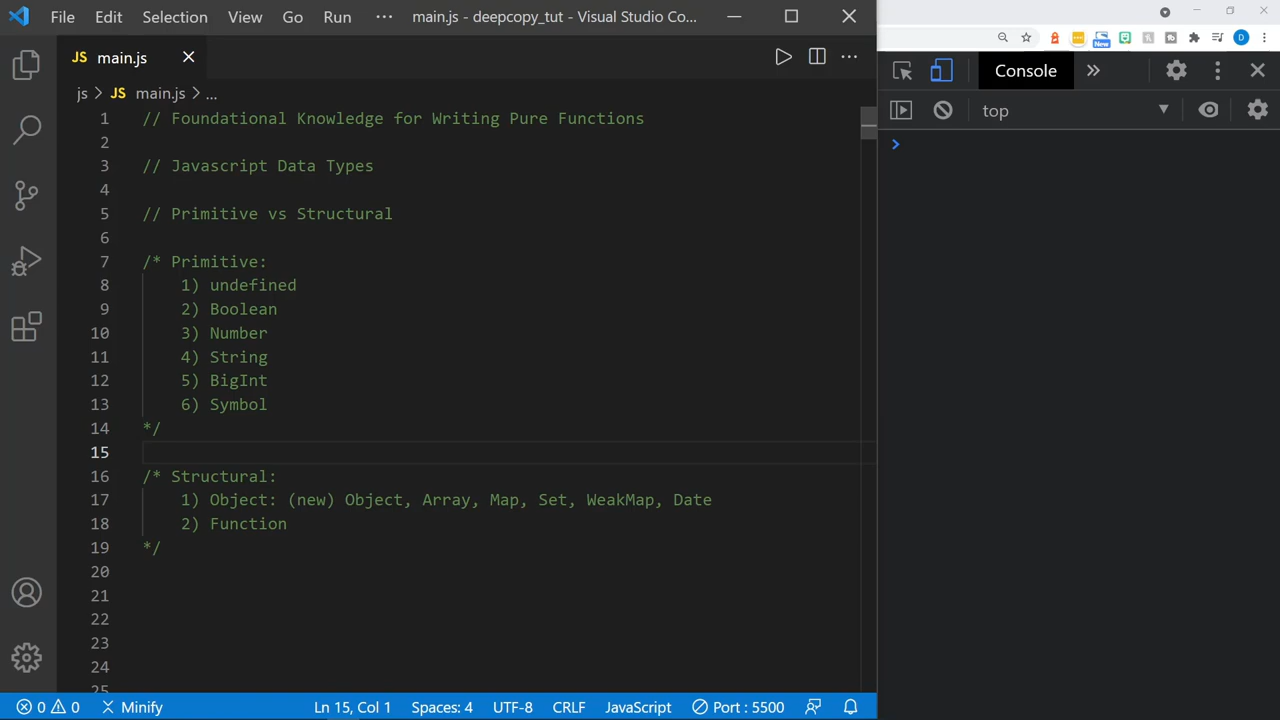 File Edit Selection View Go Run ··· main.js - deepcopy_tut - Visual Studio Co...
JS main.js
js > JS main.js > ...
1 // Foundational Knowledge for Writing Pure Functions
2
3 // Javascript Data Types
4
5 // Primitive vs Structural
6
7 /* Primitive:
8 1) undefined
9 2) Boolean
10 3) Number
11 4) String
12 5) BigInt
13 6) Symbol
14 */
15
16 /* Structural:
17 1) Object: (new) Object, Array, Map, Set, WeakMap, Date
18 2) Function
19 */
20
21
22
23
24
25
0 0 Minify Ln 15, Col 1 Spaces: 4 UTF-8 CRLF JavaScript Port : 5500
New
D
Console
top